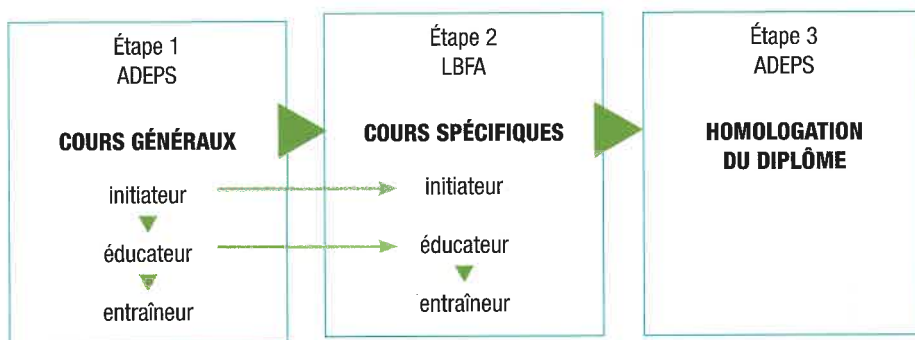 Étape 1
ADEPS
COURS GÉNÉRAUX
initiateur
éducateur
entraîneur
Étape 2
LBFA
COURS SPÉCIFIQUES
initiateur
éducateur
entraîneur
Étape 3
ADEPS
HOMOLOGATION
DU DIPLÔME